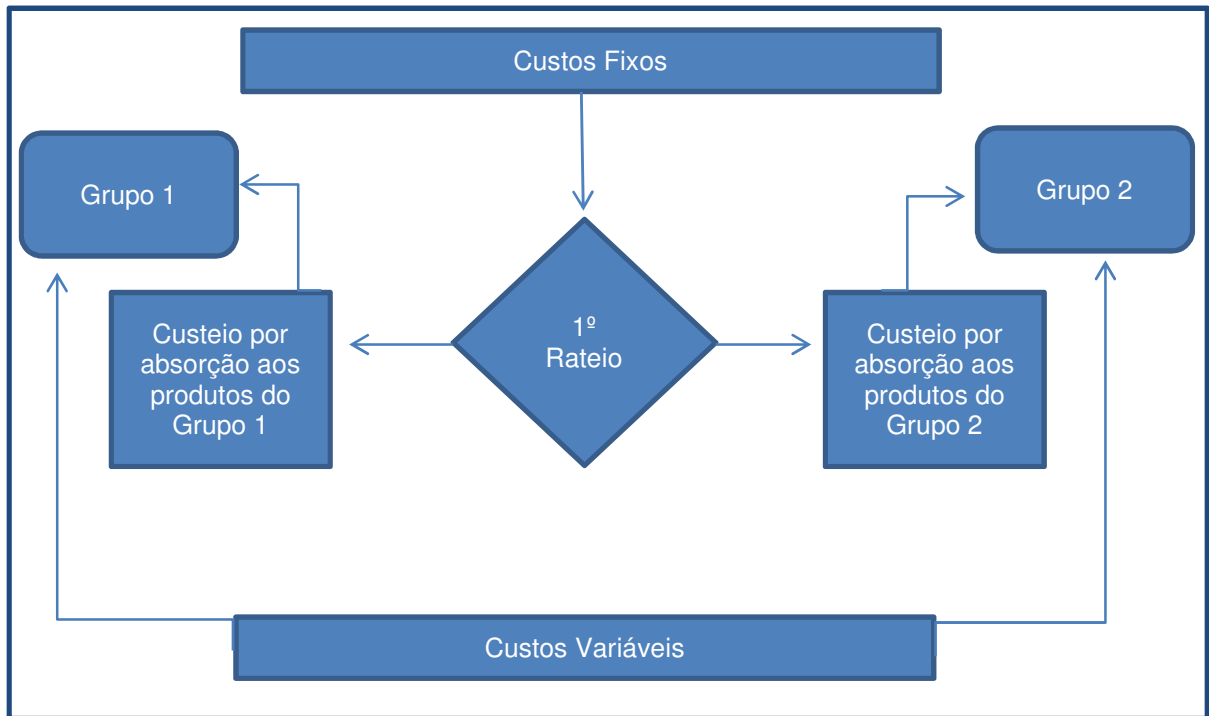 Custos Fixos
Grupo 1
Grupo 2
1º
Rateio
Custeio por
absorção aos
produtos do
Grupo 1
Custeio por
absorção aos
produtos do
Grupo 2
Custos Variáveis